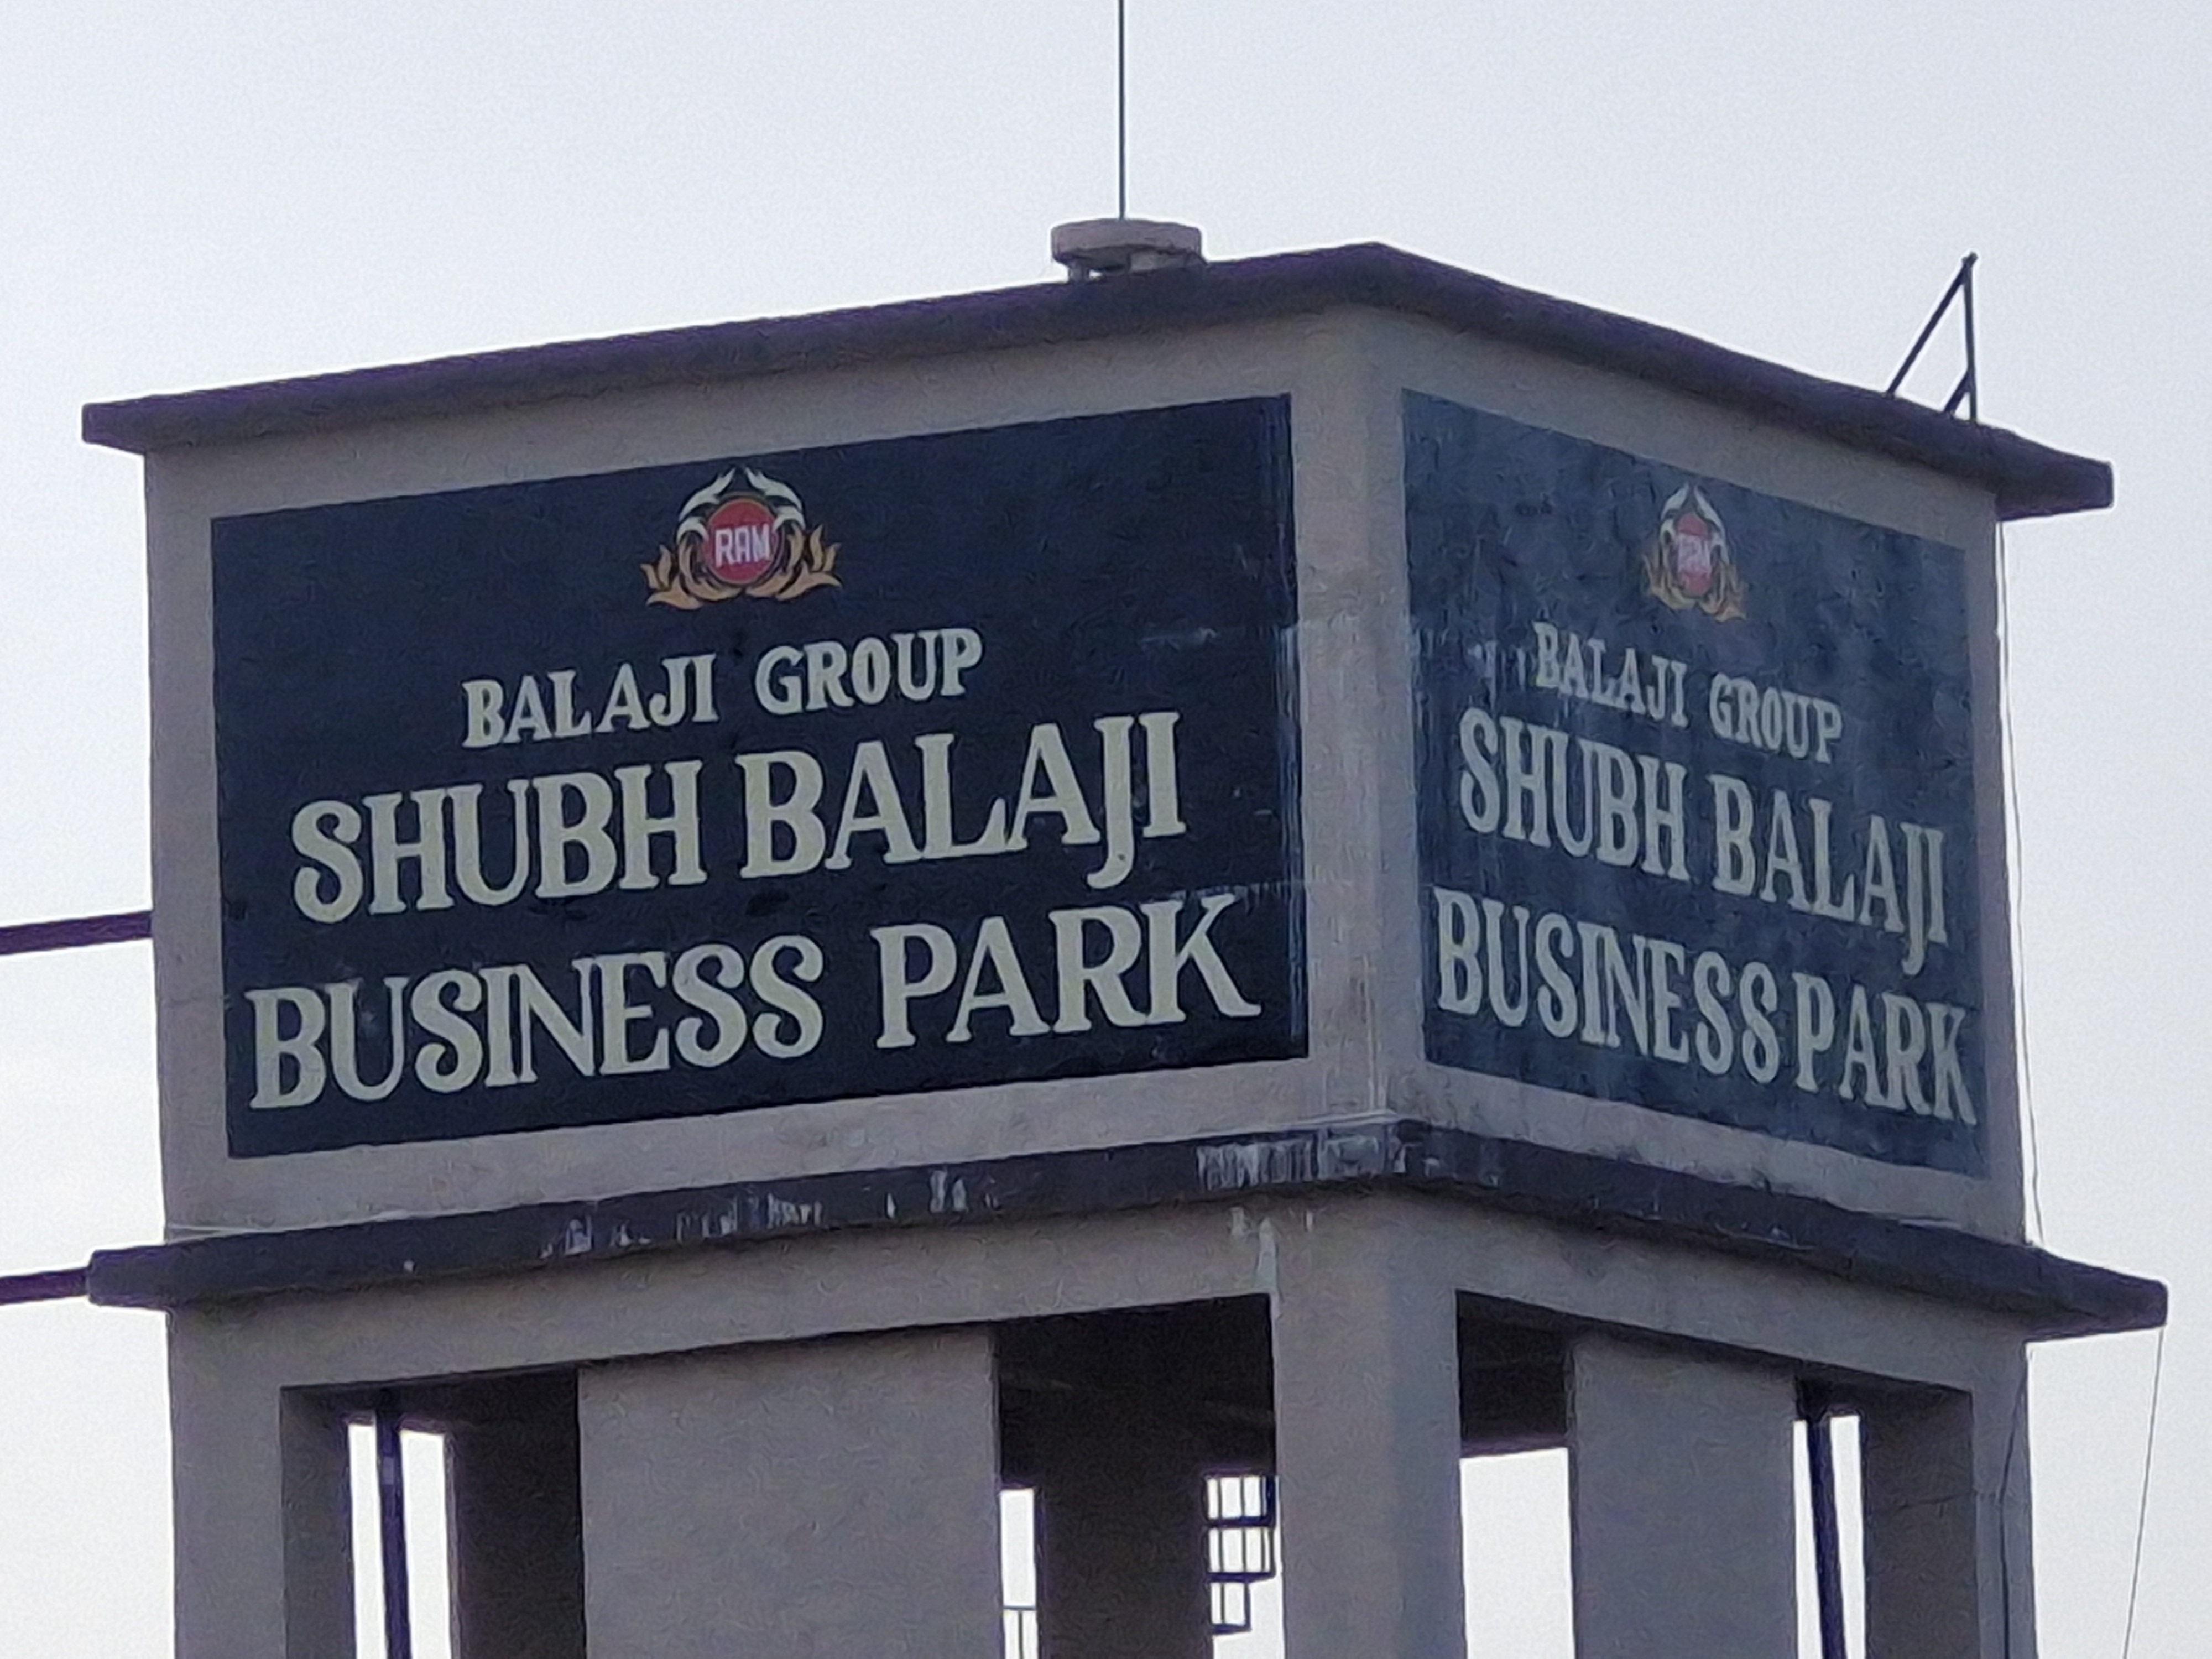 RAM
BALAJI GROUP
SHUBH BALAJI
BUSINESS PARK
RAM
BALAJI GROUP
SHUBH BALAJI
BUSINESS PARK